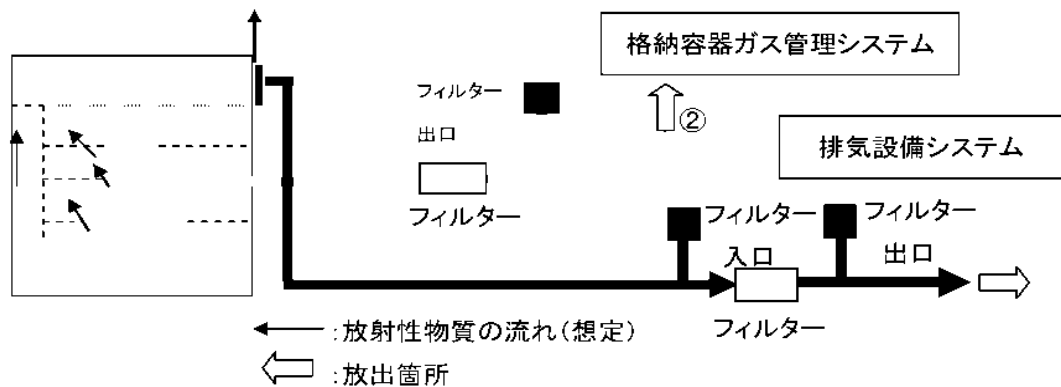 格納容器ガス管理システム
フィルター
②
出口
排気設備システム
フィルター
フィルター
フィルター
入口
出口
フィルター
:放射性物質の流れ(想定)
:放出箇所